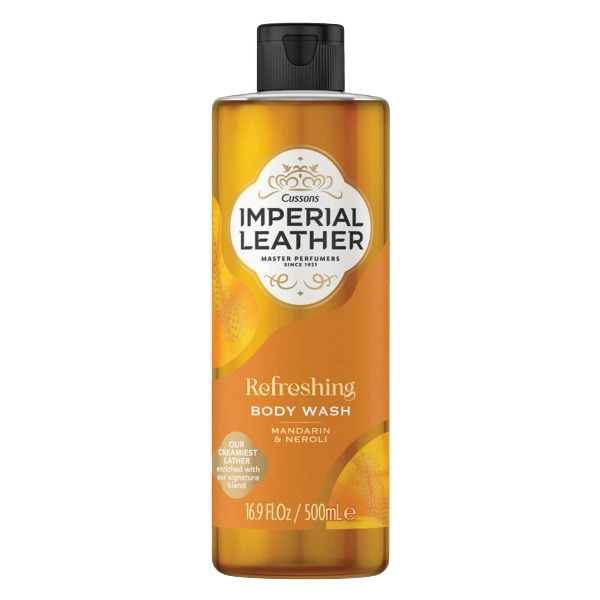 Cussons
IMPERIAL
LEATHER
MASTER PERFUMERS
SINCE 1921
Refreshing
BODY WASH
MANDARIN
& NEROLI
OUR
CREAMIEST
LATHER
enriched with
our signature
blend
16.9 Fl.Oz / 500mL℮